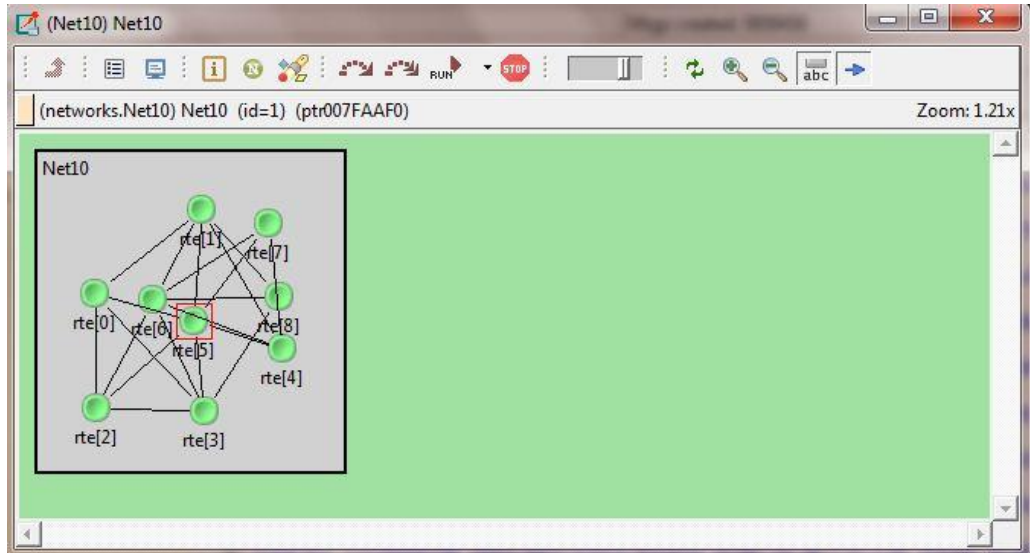 (Net10) Net10
i N RUN STOP abc
(networks.Net10) Net10 (id=1) (ptr007FAAF0) Zoom: 1.21x
Net10
rte[1]
rte[7]
rte[0] rte[6] rte[8]
rte[5]
rte[4]
rte[2] rte[3]